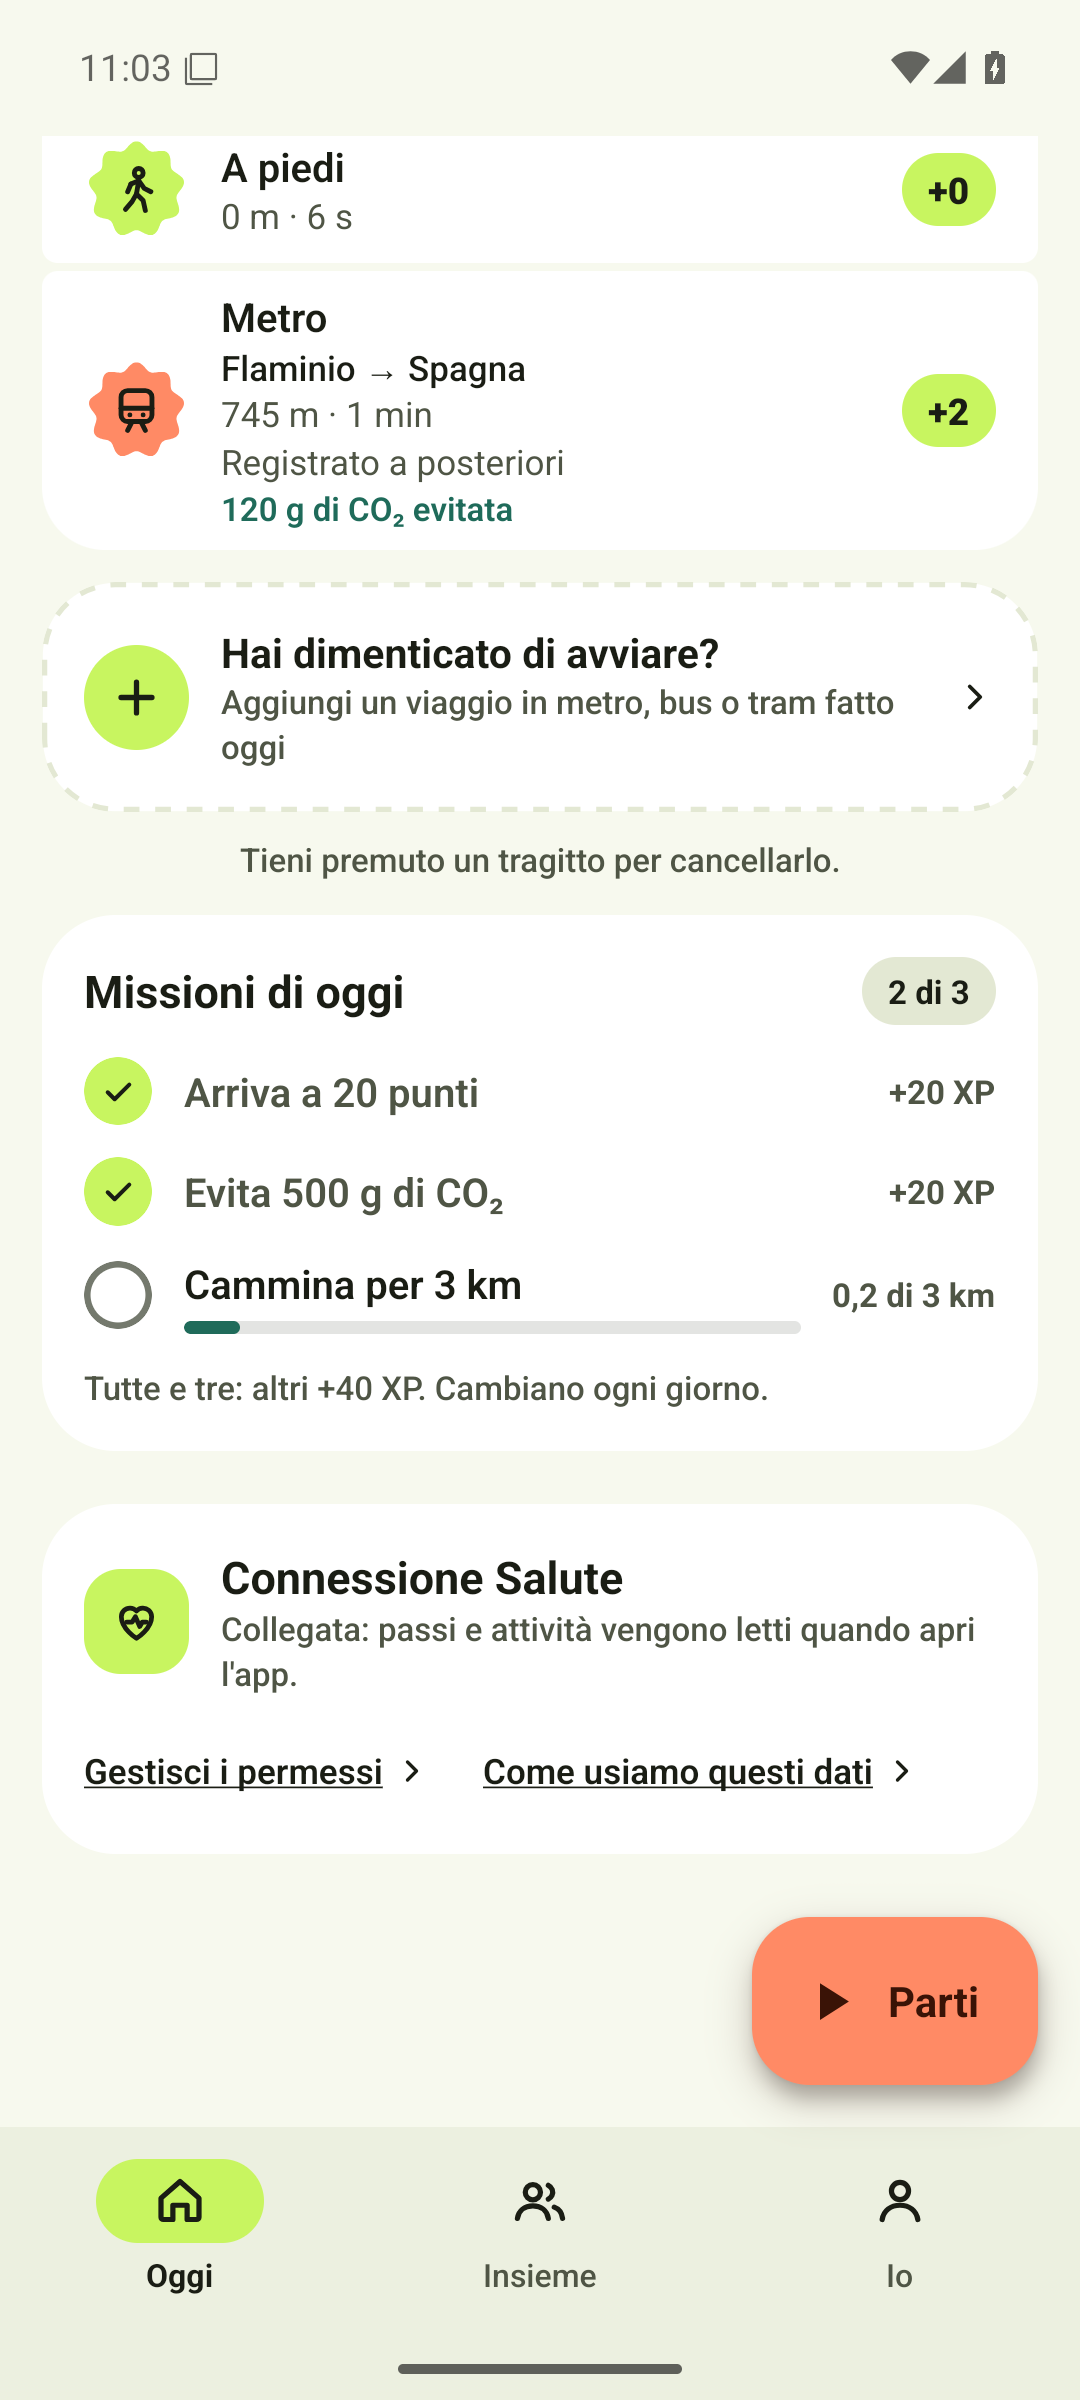 11:03
A piedi
0 m · 6 s
+0
Metro
Flaminio → Spagna
745 m · 1 min
Registrato a posteriori
120 g di CO₂ evitata
+2
Hai dimenticato di avviare?
Aggiungi un viaggio in metro, bus o tram fatto
oggi
Tieni premuto un tragitto per cancellarlo.
Missioni di oggi
2 di 3
Arriva a 20 punti
+20 XP
Evita 500 g di CO₂
+20 XP
Cammina per 3 km
0,2 di 3 km
Tutte e tre: altri +40 XP. Cambiano ogni giorno.
Connessione Salute
Collegata: passi e attività vengono letti quando apri
l'app.
Gestisci i permessi
Come usiamo questi dati
Parti
Oggi
Insieme
Io